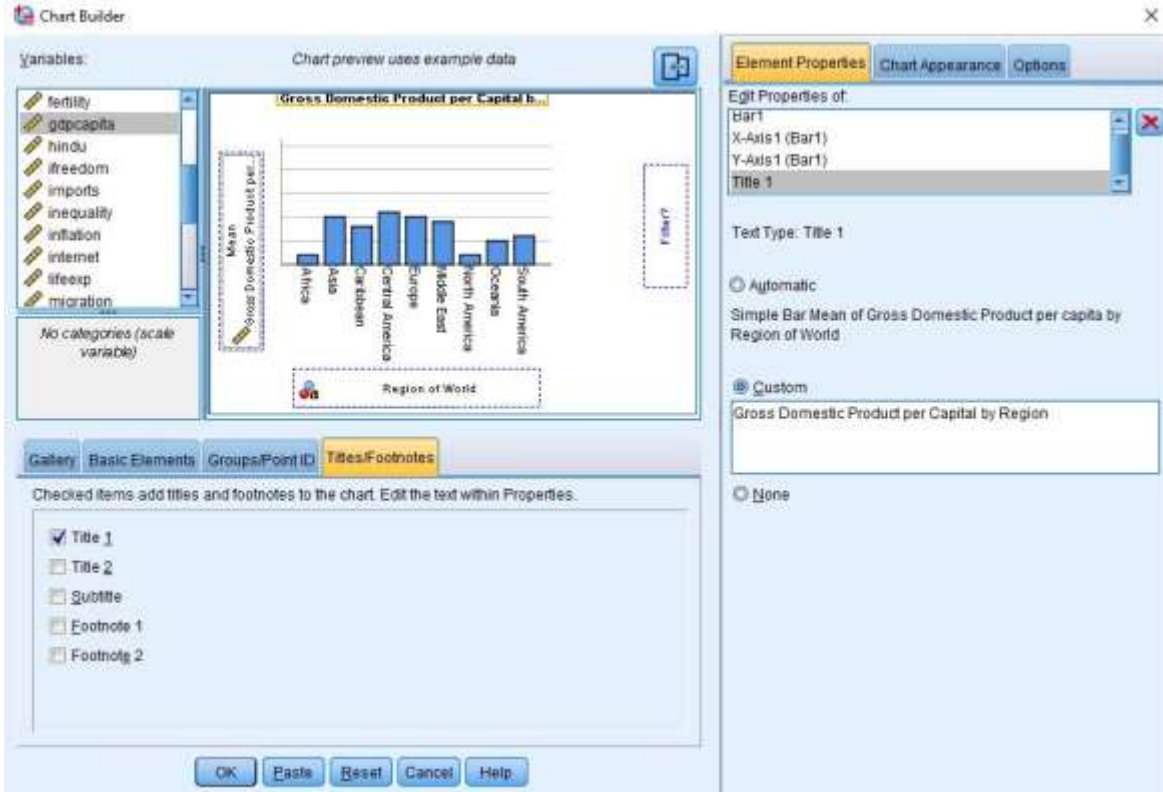 Chart Builder
Variables:
Chart preview uses example data
fertility
gdpcapita
hindu
ifreedom
imports
inequality
inflation
internet
lifeexp
migration
No categories (scale
variable)
Gross Domestic Product per Capital b...
Mean
Gross Domestic Produce per...
Africa
Asia
Caribbean
Central America
Europe
Middle East
North America
Oceania
South America
Region of World
Filter?
Gallery Basic Elements Groups/Point ID Titles/Footnotes
Checked items add titles and footnotes to the chart. Edit the text within Properties.
Title 1
Title 2
Subtitle
Footnote 1
Footnote 2
OK Paste Reset Cancel Help
Element Properties Chart Appearance Options
Edit Properties of:
Bar1
X-Axis1 (Bar1)
Y-Axis1 (Bar1)
Title 1
Text Type: Title 1
Automatic
Simple Bar Mean of Gross Domestic Product per capita by
Region of World
Custom
Gross Domestic Product per Capital by Region
None